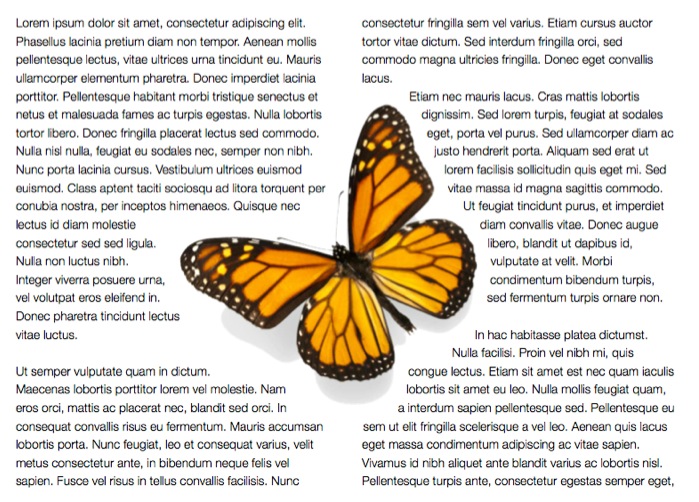 Lorem ipsum dolor sit amet, consectetur adipiscing elit.
Phasellus lacinia pretium diam non tempor. Aenean mollis
pellentesque lectus, vitae ultrices urna tincidunt eu. Mauris
ullamcorper elementum pharetra. Donec imperdiet lacinia
porttitor. Pellentesque habitant morbi tristique senectus et
netus et malesuada fames ac turpis egestas. Nulla lobortis
tortor libero. Donec fringilla placerat lectus sed commodo.
Nulla nisl nulla, feugiat eu sodales nec, semper non nibh.
Nunc porta lacinia cursus. Vestibulum ultrices euismod
euismod. Class aptent taciti sociosqu ad litora torquent per
conubia nostra, per inceptos himenaeos. Quisque nec
lectus id diam molestie
consectetur sed sed ligula.
Nulla non luctus nibh.
Integer viverra posuere urna,
vel volutpat eros eleifend in.
Donec pharetra tincidunt lectus
vitae luctus.
Ut semper vulputate quam in dictum.
Maecenas lobortis porttitor lorem vel molestie. Nam
eros orci, mattis ac placerat nec, blandit sed orci. In
consequat convallis risus eu fermentum. Mauris accumsan
lobortis porta. Nunc feugiat, leo et consequat varius, velit
metus consectetur ante, in bibendum neque felis vel
sapien. Fusce vel risus in tellus convallis facilisis. Nunc
consectetur fringilla sem vel varius. Etiam cursus auctor
tortor vitae dictum. Sed interdum fringilla orci, sed
commodo magna ultricies fringilla. Donec eget convallis
lacus.
Etiam nec mauris lacus. Cras mattis lobortis
dignissim. Sed lorem turpis, feugiat at sodales
eget, porta vel purus. Sed ullamcorper diam ac
justo hendrerit porta. Aliquam sed erat ut
lorem facilisis sollicitudin quis eget mi. Sed
vitae massa id magna sagittis commodo.
Ut feugiat tincidunt purus, et imperdiet
diam convallis vitae. Donec augue
libero, blandit ut dapibus id,
vulputate at velit. Morbi
condimentum bibendum turpis,
sed fermentum turpis ornare non.
In hac habitasse platea dictumst.
Nulla facilisi. Proin vel nibh mi, quis
congue lectus. Etiam sit amet est nec quam iaculis
lobortis sit amet eu leo. Nulla mollis feugiat quam,
a interdum sapien pellentesque sed. Pellentesque eu
sem ut elit fringilla scelerisque a vel leo. Aenean quis lacus
eget massa condimentum adipiscing ac vitae sapien.
Vivamus id nibh aliquet ante blandit varius ac lobortis nisl.
Pellentesque turpis ante, consectetur egestas semper eget,